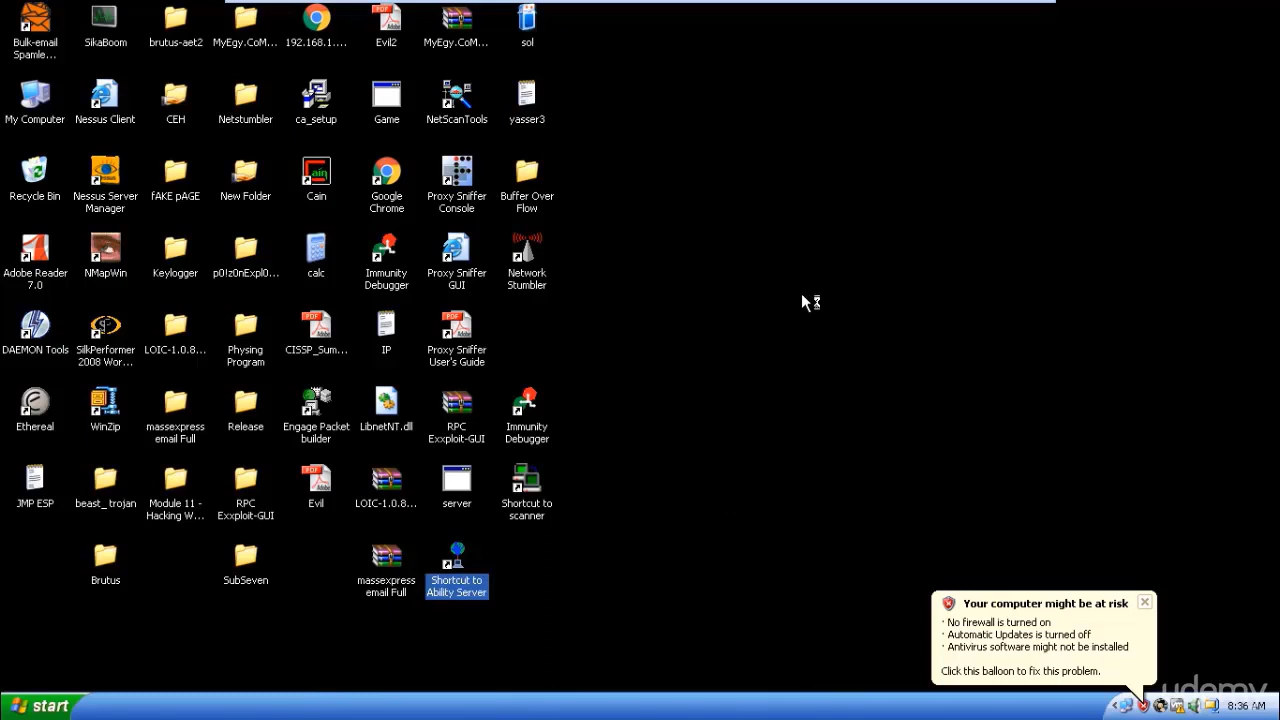 Bulk-email
Spamle...
SikaBoom
brutus-aet2
MyEgy.CoM...
192.168.1....
Evil2
MyEgy.CoM...
sol
My Computer
Nessus Client
CEH
Netstumbler
ca_setup
Game
NetScanTools
yasser3
Recycle Bin
Nessus Server
Manager
fAKE pAGE
New Folder
Cain
Google
Chrome
Proxy Sniffer
Console
Buffer Over
Flow
Adobe Reader
7.0
NMapWin
Keylogger
p0!z0nExpl0...
calc
Immunity
Debugger
Proxy Sniffer
GUI
Network
Stumbler
DAEMON Tools
SilkPerformer
2008 Wor...
LOIC-1.0.8...
Physing
Program
CISSP_Sum...
IP
Proxy Sniffer
User's Guide
Ethereal
WinZip
massexpress
email Full
Release
Engage Packet
builder
LibnetNT.dll
RPC
Exxploit-GUI
Immunity
Debugger
JMP ESP
beast_trojan
Module 11 -
Hacking W...
RPC
Exxploit-GUI
Evil
LOIC-1.0.8...
server
Shortcut to
scanner
Brutus
SubSeven
massexpress
email Full
Shortcut to
Ability Server
Your computer might be at risk
· No firewall is turned on
· Automatic Updates is turned off
· Antivirus software might not be installed
Click this balloon to fix this problem.
udemy
start
8:36 AM